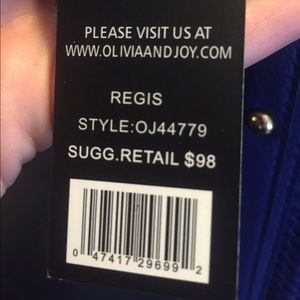 PLEASE VISIT US AT
WWW.OLIVIAANDJOY.COM
REGIS
STYLE:OJ44779
SUGG.RETAIL $98
0 47417 29699 2